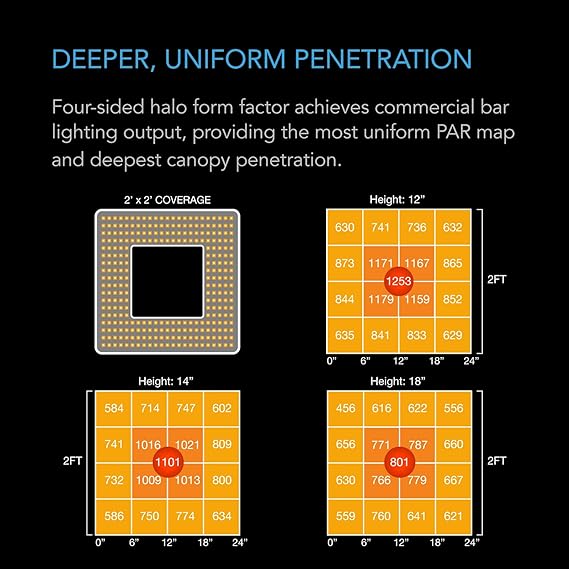 DEEPER, UNIFORM PENETRATION
Four-sided halo form factor achieves commercial bar
lighting output, providing the most uniform PAR map
and deepest canopy penetration.
2' x 2' COVERAGE
Height: 12"
630 741 736 632
873 1171 1167 865
1253
844 1179 1159 852
635 841 833 629
0" 6" 12" 18" 24"
2FT
Height: 14"
584 714 747 602
741 1016 1021 809
1101
732 1009 1013 800
586 750 774 634
0" 6" 12" 18" 24"
2FT
Height: 18"
456 616 622 556
656 771 787 660
801
630 766 779 667
559 760 641 621
0" 6" 12" 18" 24"
2FT